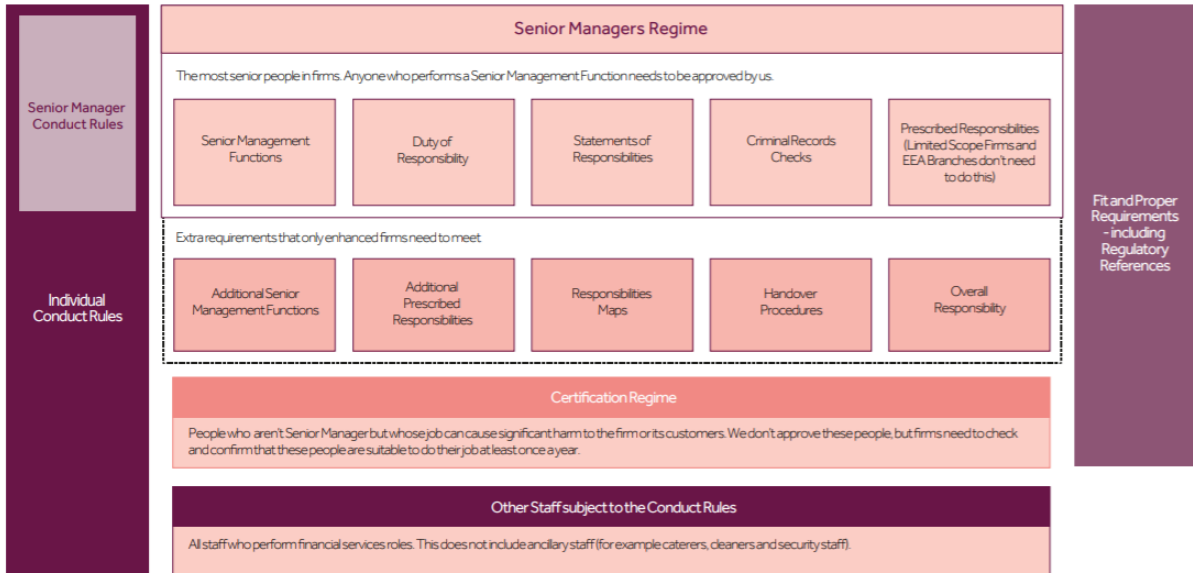 Senior Manager
Conduct Rules
Individual
Conduct Rules
Senior Managers Regime
The most senior people in firms. Anyone who performs a Senior Management Function needs to be approved by us.
Senior Management
Functions
Duty of
Responsibility
Statements of
Responsibilities
Criminal Records
Checks
Prescribed Responsibilities
(Limited Scope Firms and
EEA Branches don't need
to do this)
Extra requirements that only enhanced firms need to meet
Additional Senior
Management Functions
Additional
Prescribed
Responsibilities
Responsibilities
Maps
Handover
Procedures
Overall
Responsibility
Certification Regime
People who aren't Senior Manager but whose job can cause significant harm to the firm or its customers. We don't approve these people, but firms need to check
and confirm that these people are suitable to do their job at least once a year.
Other Staff subject to the Conduct Rules
All staff who perform financial services roles. This does not include ancillary staff (for example caterers, cleaners and security staff).
Fit and Proper
Requirements
- including
Regulatory
References